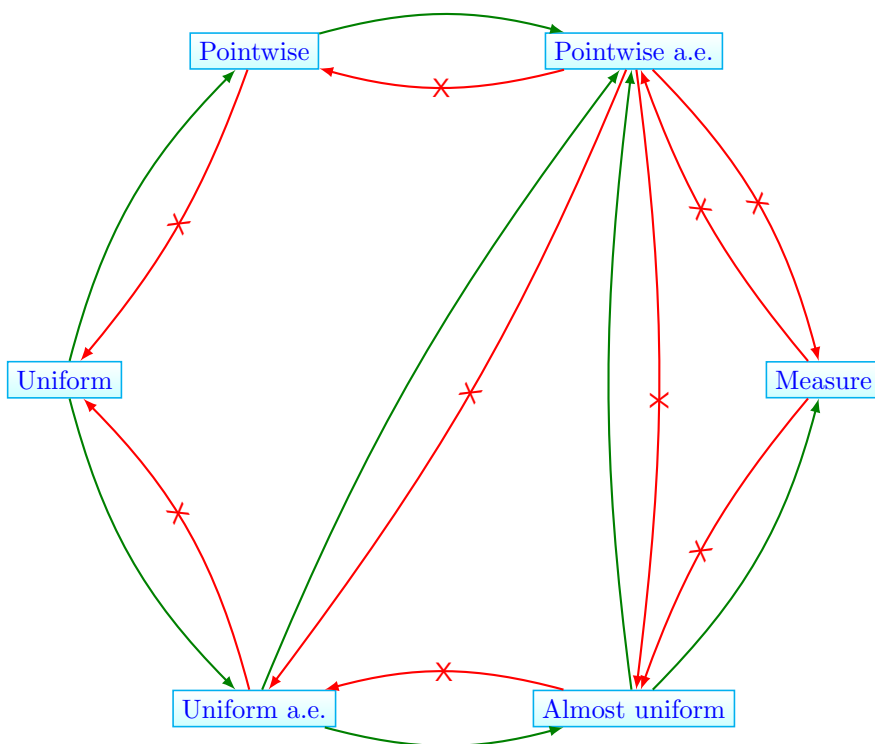 Pointwise
Pointwise a.e.
Uniform
Measure
Uniform a.e.
Almost uniform